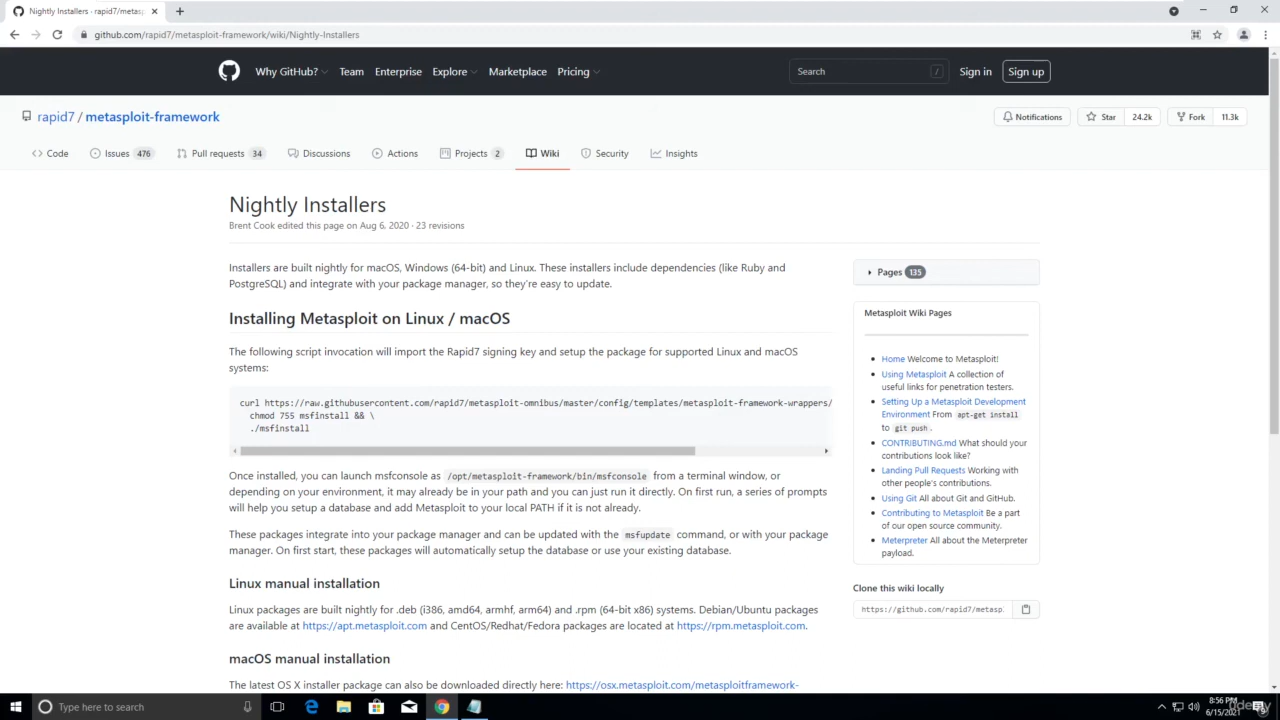 Nightly Installers · rapid7/metasp
github.com/rapid7/metasploit-framework/wiki/Nightly-Installers
Why GitHub? Team Enterprise Explore Marketplace Pricing Search / Sign in Sign up
rapid7 / metasploit-framework Notifications Star 24.2k Fork 11.3k
Code Issues 476 Pull requests 34 Discussions Actions Projects 2 Wiki Security Insights
Nightly Installers
Brent Cook edited this page on Aug 6, 2020 · 23 revisions
Installers are built nightly for macOS, Windows (64-bit) and Linux. These installers include dependencies (like Ruby and
PostgreSQL) and integrate with your package manager, so they're easy to update.
Installing Metasploit on Linux / macOS
The following script invocation will import the Rapid7 signing key and setup the package for supported Linux and macOS
systems:
curl https://raw.githubusercontent.com/rapid7/metasploit-omnibus/master/config/templates/metasploit-framework-wrappers/
chmod 755 msfinstall && \
./msfinstall
Once installed, you can launch msfconsole as /opt/metasploit-framework/bin/msfconsole from a terminal window, or
depending on your environment, it may already be in your path and you can just run it directly. On first run, a series of prompts
will help you setup a database and add Metasploit to your local PATH if it is not already.
These packages integrate into your package manager and can be updated with the msfupdate command, or with your package
manager. On first start, these packages will automatically setup the database or use your existing database.
Linux manual installation
Linux packages are built nightly for .deb (i386, amd64, armhf, arm64) and .rpm (64-bit x86) systems. Debian/Ubuntu packages
are available at https://apt.metasploit.com and CentOS/Redhat/Fedora packages are located at https://rpm.metasploit.com.
macOS manual installation
The latest OS X installer package can also be downloaded directly here: https://osx.metasploit.com/metasploitframework-
Pages 135
Metasploit Wiki Pages
Home Welcome to Metasploit!
Using Metasploit A collection of
useful links for penetration testers.
Setting Up a Metasploit Development
Environment From apt-get install
to git push.
CONTRIBUTING.md What should your
contributions look like?
Landing Pull Requests Working with
other people's contributions.
Using Git All about Git and GitHub.
Contributing to Metasploit Be a part
of our open source community.
Meterpreter All about the Meterpreter
payload.
Clone this wiki locally
https://github.com/rapid7/metasp
Type here to search
8:56 PM
6/15/2021